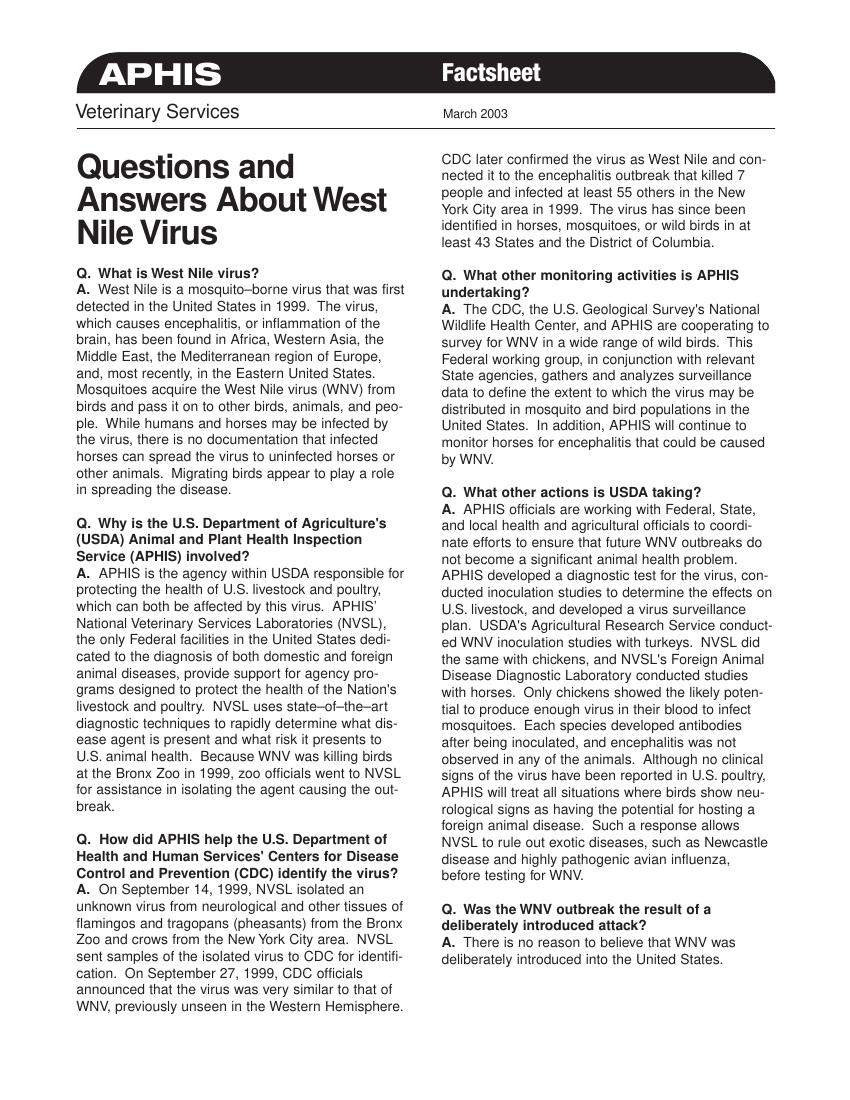 APHIS
Factsheet
Veterinary Services
March 2003
Questions and
Answers About West
Nile Virus
Q. What is West Nile virus?
A. West Nile is a mosquito–borne virus that was first
detected in the United States in 1999. The virus,
which causes encephalitis, or inflammation of the
brain, has been found in Africa, Western Asia, the
Middle East, the Mediterranean region of Europe,
and, most recently, in the Eastern United States.
Mosquitoes acquire the West Nile virus (WNV) from
birds and pass it on to other birds, animals, and peo-
ple. While humans and horses may be infected by
the virus, there is no documentation that infected
horses can spread the virus to uninfected horses or
other animals. Migrating birds appear to play a role
in spreading the disease.
Q. Why is the U.S. Department of Agriculture's
(USDA) Animal and Plant Health Inspection
Service (APHIS) involved?
A. APHIS is the agency within USDA responsible for
protecting the health of U.S. livestock and poultry,
which can both be affected by this virus. APHIS'
National Veterinary Services Laboratories (NVSL),
the only Federal facilities in the United States dedi-
cated to the diagnosis of both domestic and foreign
animal diseases, provide support for agency pro-
grams designed to protect the health of the Nation's
livestock and poultry. NVSL uses state–of–the–art
diagnostic techniques to rapidly determine what dis-
ease agent is present and what risk it presents to
U.S. animal health. Because WNV was killing birds
at the Bronx Zoo in 1999, zoo officials went to NVSL
for assistance in isolating the agent causing the out-
break.
Q. How did APHIS help the U.S. Department of
Health and Human Services' Centers for Disease
Control and Prevention (CDC) identify the virus?
A. On September 14, 1999, NVSL isolated an
unknown virus from neurological and other tissues of
flamingos and tragopans (pheasants) from the Bronx
Zoo and crows from the New York City area. NVSL
sent samples of the isolated virus to CDC for identifi-
cation. On September 27, 1999, CDC officials
announced that the virus was very similar to that of
WNV, previously unseen in the Western Hemisphere.
CDC later confirmed the virus as West Nile and con-
nected it to the encephalitis outbreak that killed 7
people and infected at least 55 others in the New
York City area in 1999. The virus has since been
identified in horses, mosquitoes, or wild birds in at
least 43 States and the District of Columbia.
Q. What other monitoring activities is APHIS
undertaking?
A. The CDC, the U.S. Geological Survey's National
Wildlife Health Center, and APHIS are cooperating to
survey for WNV in a wide range of wild birds. This
Federal working group, in conjunction with relevant
State agencies, gathers and analyzes surveillance
data to define the extent to which the virus may be
distributed in mosquito and bird populations in the
United States. In addition, APHIS will continue to
monitor horses for encephalitis that could be caused
by WNV.
Q. What other actions is USDA taking?
A. APHIS officials are working with Federal, State,
and local health and agricultural officials to coordi-
nate efforts to ensure that future WNV outbreaks do
not become a significant animal health problem.
APHIS developed a diagnostic test for the virus, con-
ducted inoculation studies to determine the effects on
U.S. livestock, and developed a virus surveillance
plan. USDA's Agricultural Research Service conduct-
ed WNV inoculation studies with turkeys. NVSL did
the same with chickens, and NVSL's Foreign Animal
Disease Diagnostic Laboratory conducted studies
with horses. Only chickens showed the likely poten-
tial to produce enough virus in their blood to infect
mosquitoes. Each species developed antibodies
after being inoculated, and encephalitis was not
observed in any of the animals. Although no clinical
signs of the virus have been reported in U.S. poultry,
APHIS will treat all situations where birds show neu-
rological signs as having the potential for hosting a
foreign animal disease. Such a response allows
NVSL to rule out exotic diseases, such as Newcastle
disease and highly pathogenic avian influenza,
before testing for WNV.
Q. Was the WNV outbreak the result of a
deliberately introduced attack?
A. There is no reason to believe that WNV was
deliberately introduced into the United States.